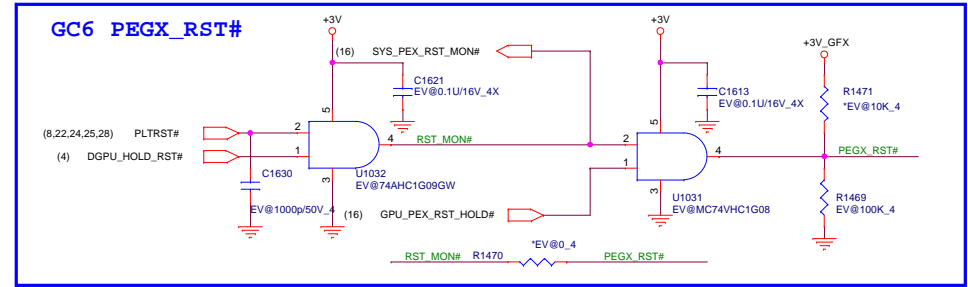 GC6 PEGX_RST#
+3V
(16) SYS_PEX_RST_MON#
C1621
EV@0.1U/16V_4X
5
(8,22,24,25,28) PLTRST#
2
(4) DGPU_HOLD_RST#
1
4
RST_MON#
3
U1032
EV@74AHC1G09GW
C1630
EV@1000p/50V_4
(16) GPU_PEX_RST_HOLD#
+3V
C1613
EV@0.1U/16V_4X
5
2
1
4
3
U1031
EV@MC74VHC1G08
+3V_GFX
R1471
*EV@10K_4
PEGX_RST#
R1469
EV@100K_4
*EV@0_4
RST_MON# R1470 PEGX_RST#